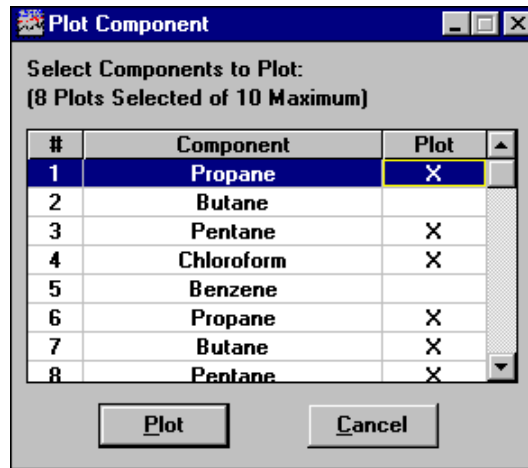 Plot Component
Select Components to Plot:
(8 Plots Selected of 10 Maximum)
# Component Plot
1 Propane X
2 Butane
3 Pentane X
4 Chloroform X
5 Benzene
6 Propane X
7 Butane X
8 Pentane X
Plot Cancel